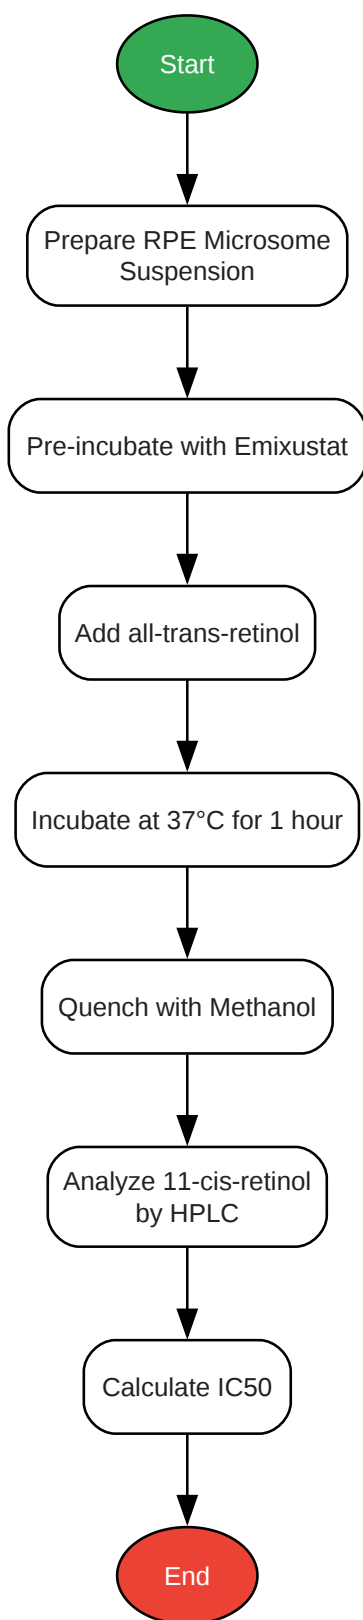 Start
Prepare RPE Microsome
Suspension
Pre-incubate with Emixustat
Add all-trans-retinol
Incubate at 37°C for 1 hour
Quench with Methanol
Analyze 11-cis-retinol
by HPLC
Calculate IC50
End